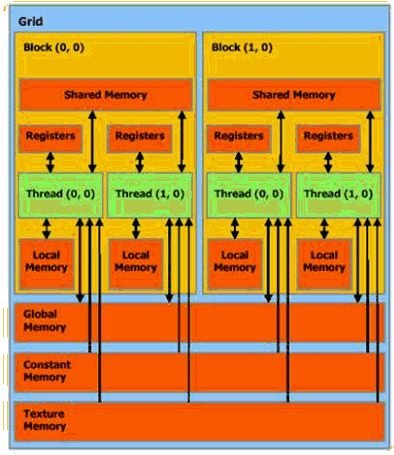 Grid
Block (0, 0)
Block (1, 0)
Shared Memory
Shared Memory
Registers
Registers
Registers
Registers
Thread (0, 0)
Thread (1, 0)
Thread (0, 0)
Thread (1, 0)
Local
Memory
Local
Memory
Local
Memory
Local
Memory
Global
Memory
Constant
Memory
Texture
Memory